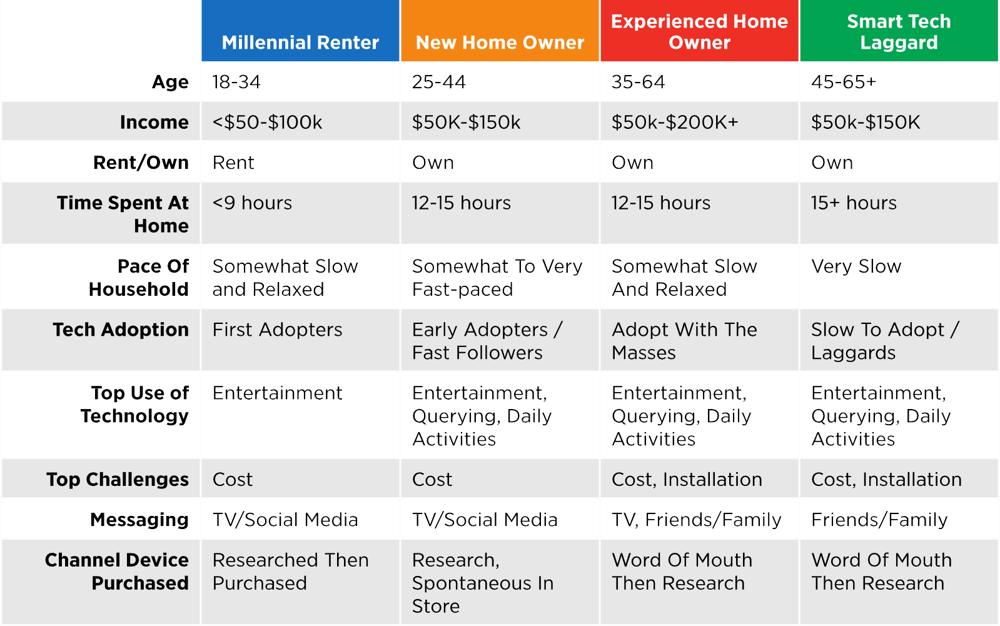 Millennial Renter
New Home Owner
Experienced Home
Owner
Smart Tech
Laggard
Age
18-34
25-44
35-64
45-65+
Income
<$50-$100k
$50K-$150k
$50k-$200K+
$50k-$150K
Rent/Own
Rent
Own
Own
Own
Time Spent At
Home
<9 hours
12-15 hours
12-15 hours
15+ hours
Pace Of
Household
Somewhat Slow
and Relaxed
Somewhat To Very
Fast-paced
Somewhat Slow
And Relaxed
Very Slow
Tech Adoption
First Adopters
Early Adopters /
Fast Followers
Adopt With The
Masses
Slow To Adopt /
Laggards
Top Use of
Technology
Entertainment
Entertainment,
Querying, Daily
Activities
Entertainment,
Querying, Daily
Activities
Entertainment,
Querying, Daily
Activities
Top Challenges
Cost
Cost
Cost, Installation
Cost, Installation
Messaging
TV/Social Media
TV/Social Media
TV, Friends/Family
Friends/Family
Channel Device
Purchased
Researched Then
Purchased
Research,
Spontaneous In
Store
Word Of Mouth
Then Research
Word Of Mouth
Then Research